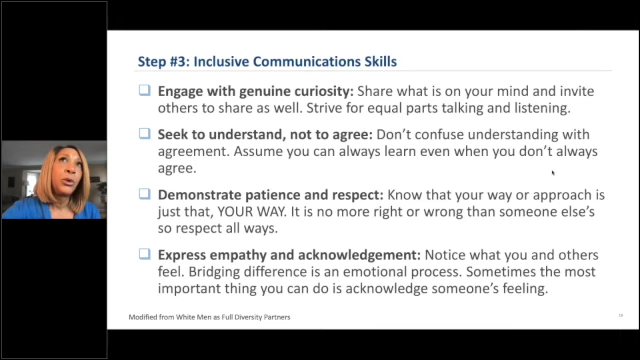 Step #3: Inclusive Communications Skills
Engage with genuine curiosity: Share what is on your mind and invite
others to share as well. Strive for equal parts talking and listening.
Seek to understand, not to agree: Don't confuse understanding with
agreement. Assume you can always learn even when you don't always
agree.
Demonstrate patience and respect: Know that your way or approach is
just that, YOUR WAY. It is no more right or wrong than someone else's
so respect all ways.
Express empathy and acknowledgement: Notice what you and others
feel. Bridging difference is an emotional process. Sometimes the most
important thing you can do is acknowledge someone's feeling.
Modified from White Men as Full Diversity Partners